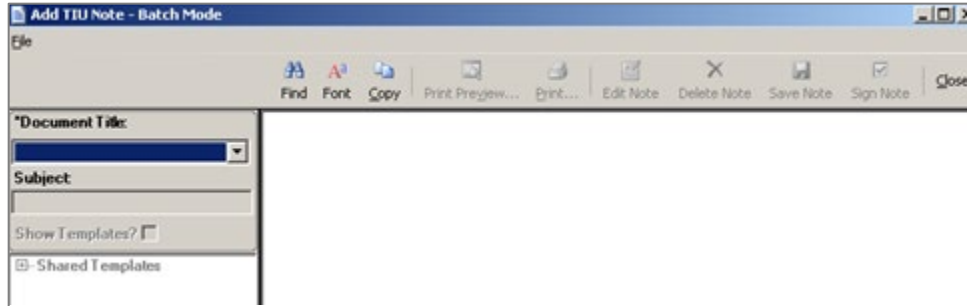 Add TIU Note - Batch Mode
File
Find Font Copy Print Preview... Print... Edit Note Delete Note Save Note Sign Note Close
*Document Title:
Subject
Show Templates?
Shared Templates